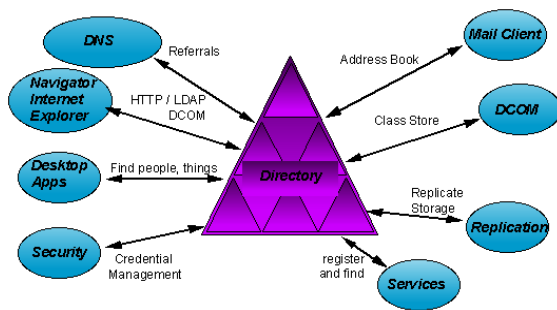 DNS
Referrals
Mail Client
Address Book
Navigator
Internet
Explorer
HTTP / LDAP
DCOM
DCOM
Class Store
Desktop
Apps
Find people, things
Directory
Replicate
Storage
Replication
Security
Credential
Management
register
and find
Services